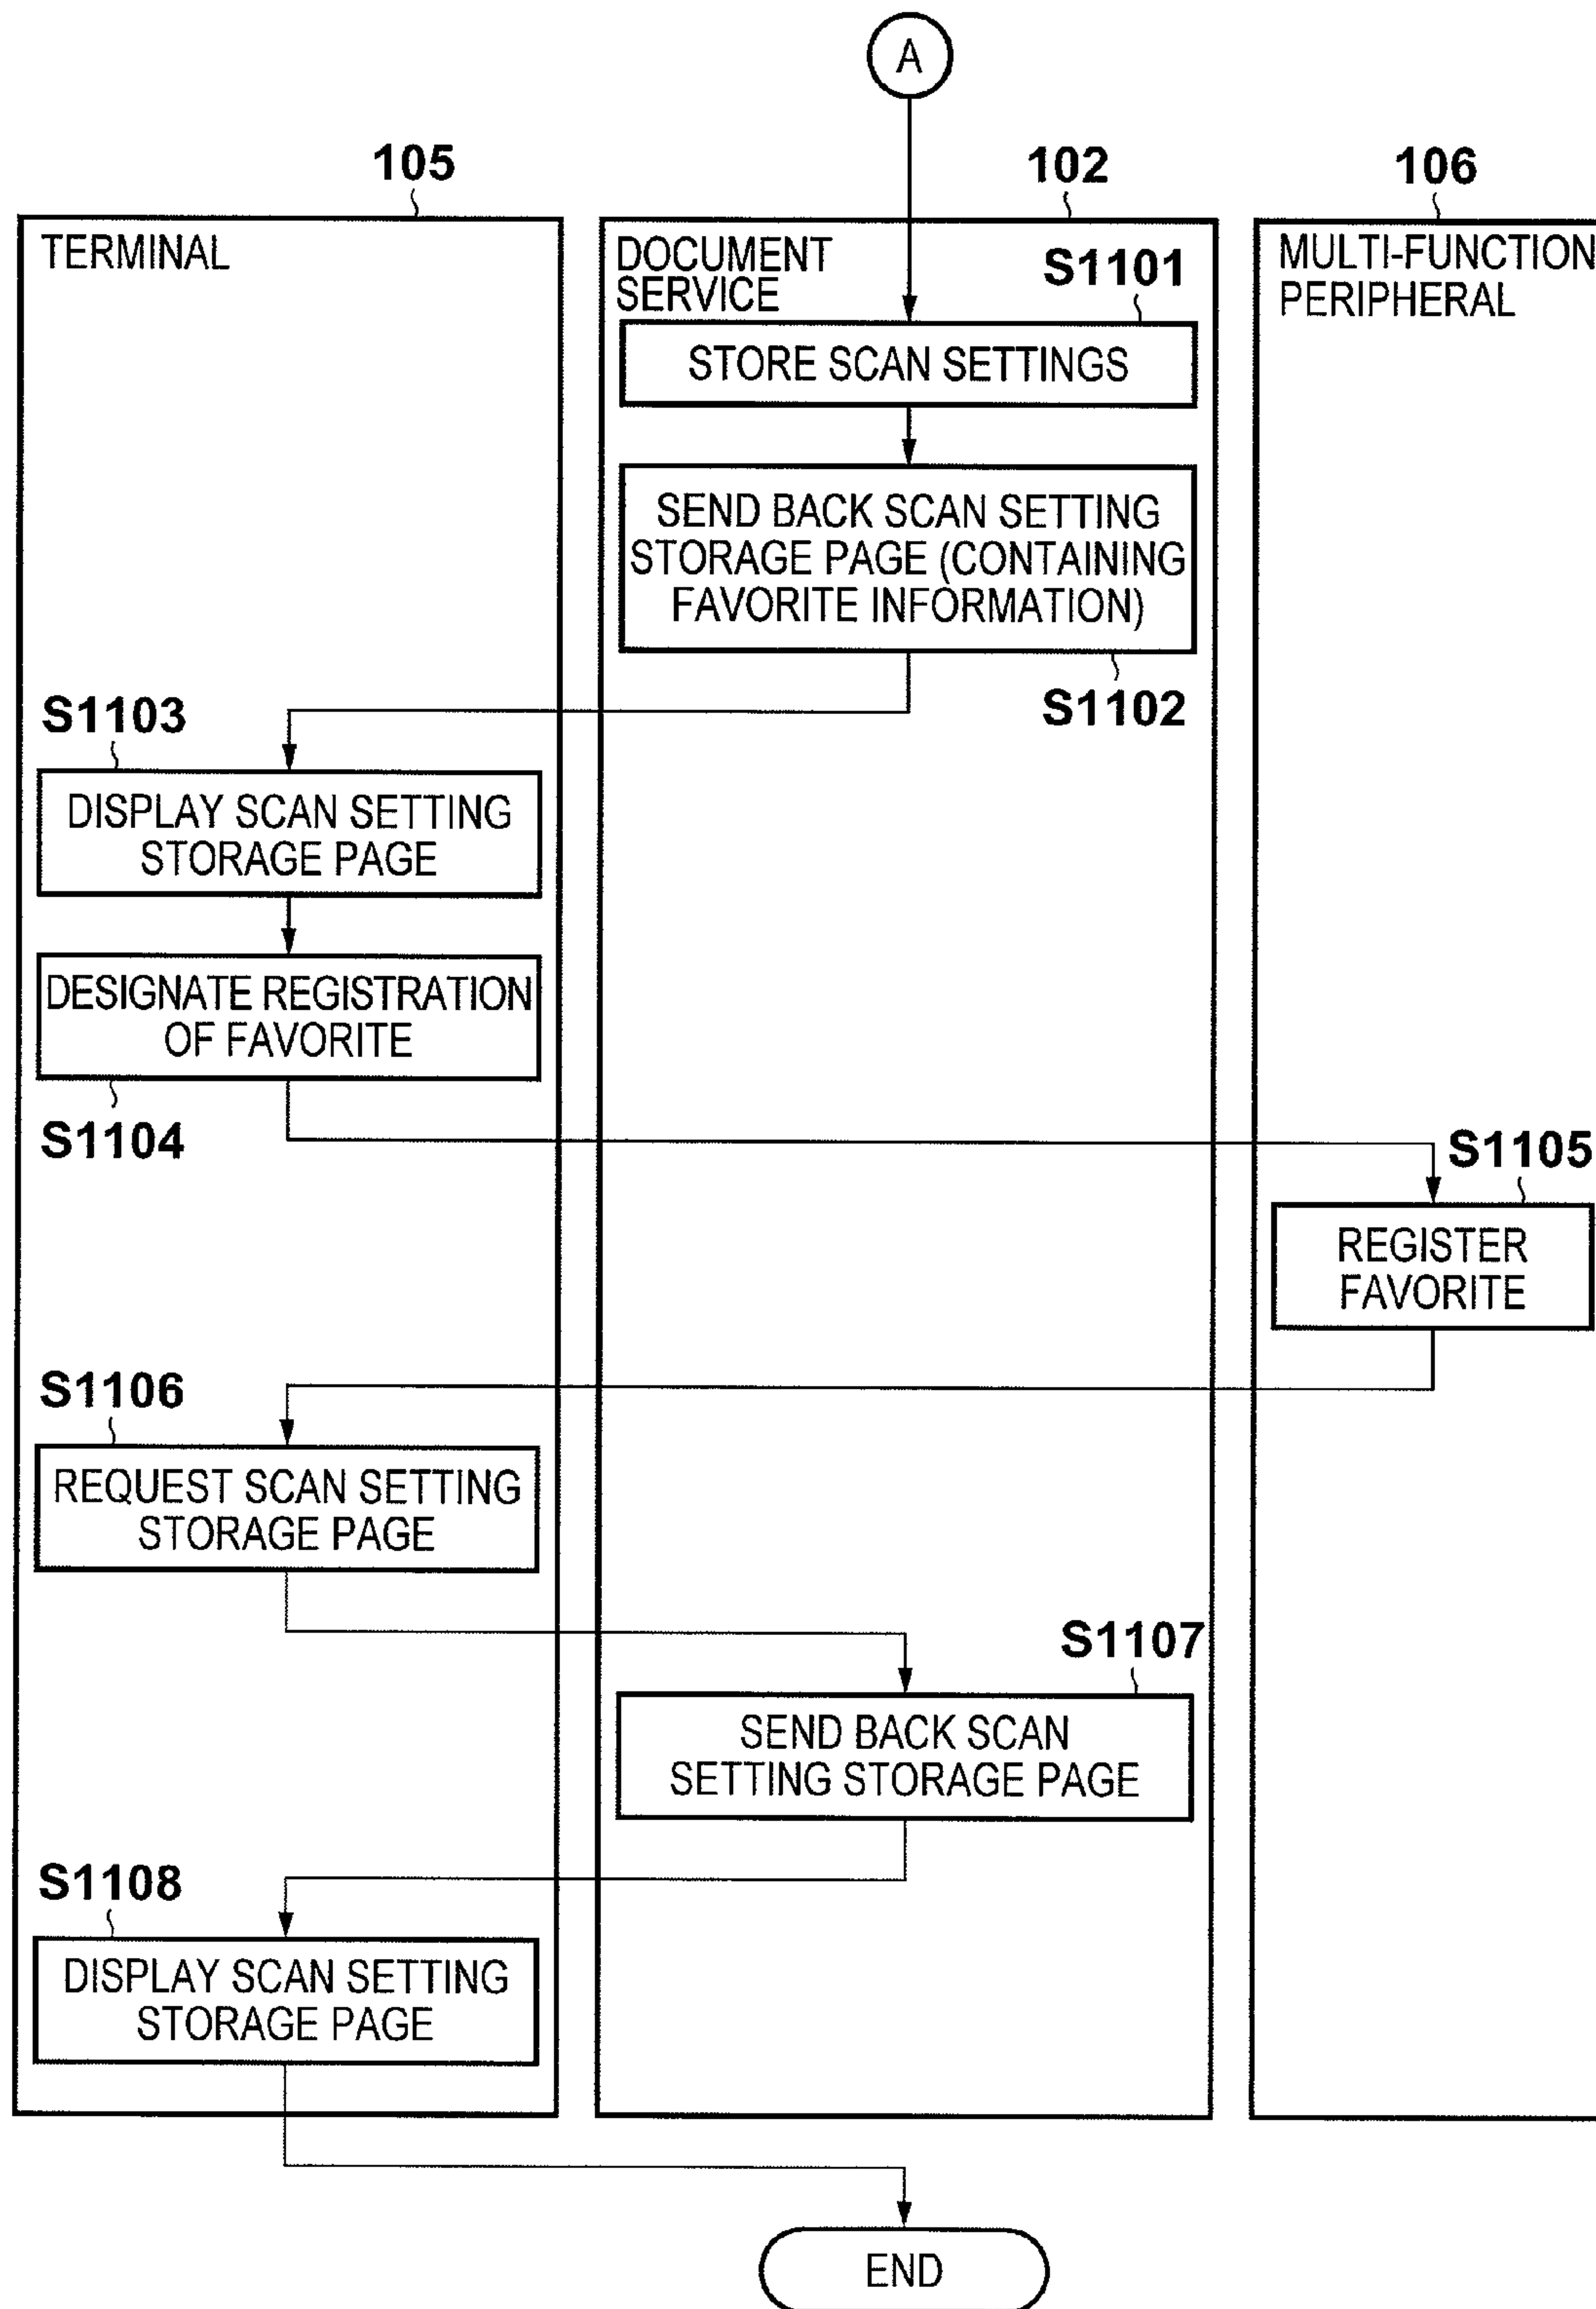 A
105
102
106
TERMINAL
DOCUMENT
SERVICE
S1101
MULTI-FUNCTION
PERIPHERAL
STORE SCAN SETTINGS
SEND BACK SCAN SETTING
STORAGE PAGE (CONTAINING
FAVORITE INFORMATION)
S1102
S1103
DISPLAY SCAN SETTING
STORAGE PAGE
DESIGNATE REGISTRATION
OF FAVORITE
S1104
S1105
REGISTER
FAVORITE
S1106
REQUEST SCAN SETTING
STORAGE PAGE
S1107
SEND BACK SCAN
SETTING STORAGE PAGE
S1108
DISPLAY SCAN SETTING
STORAGE PAGE
END